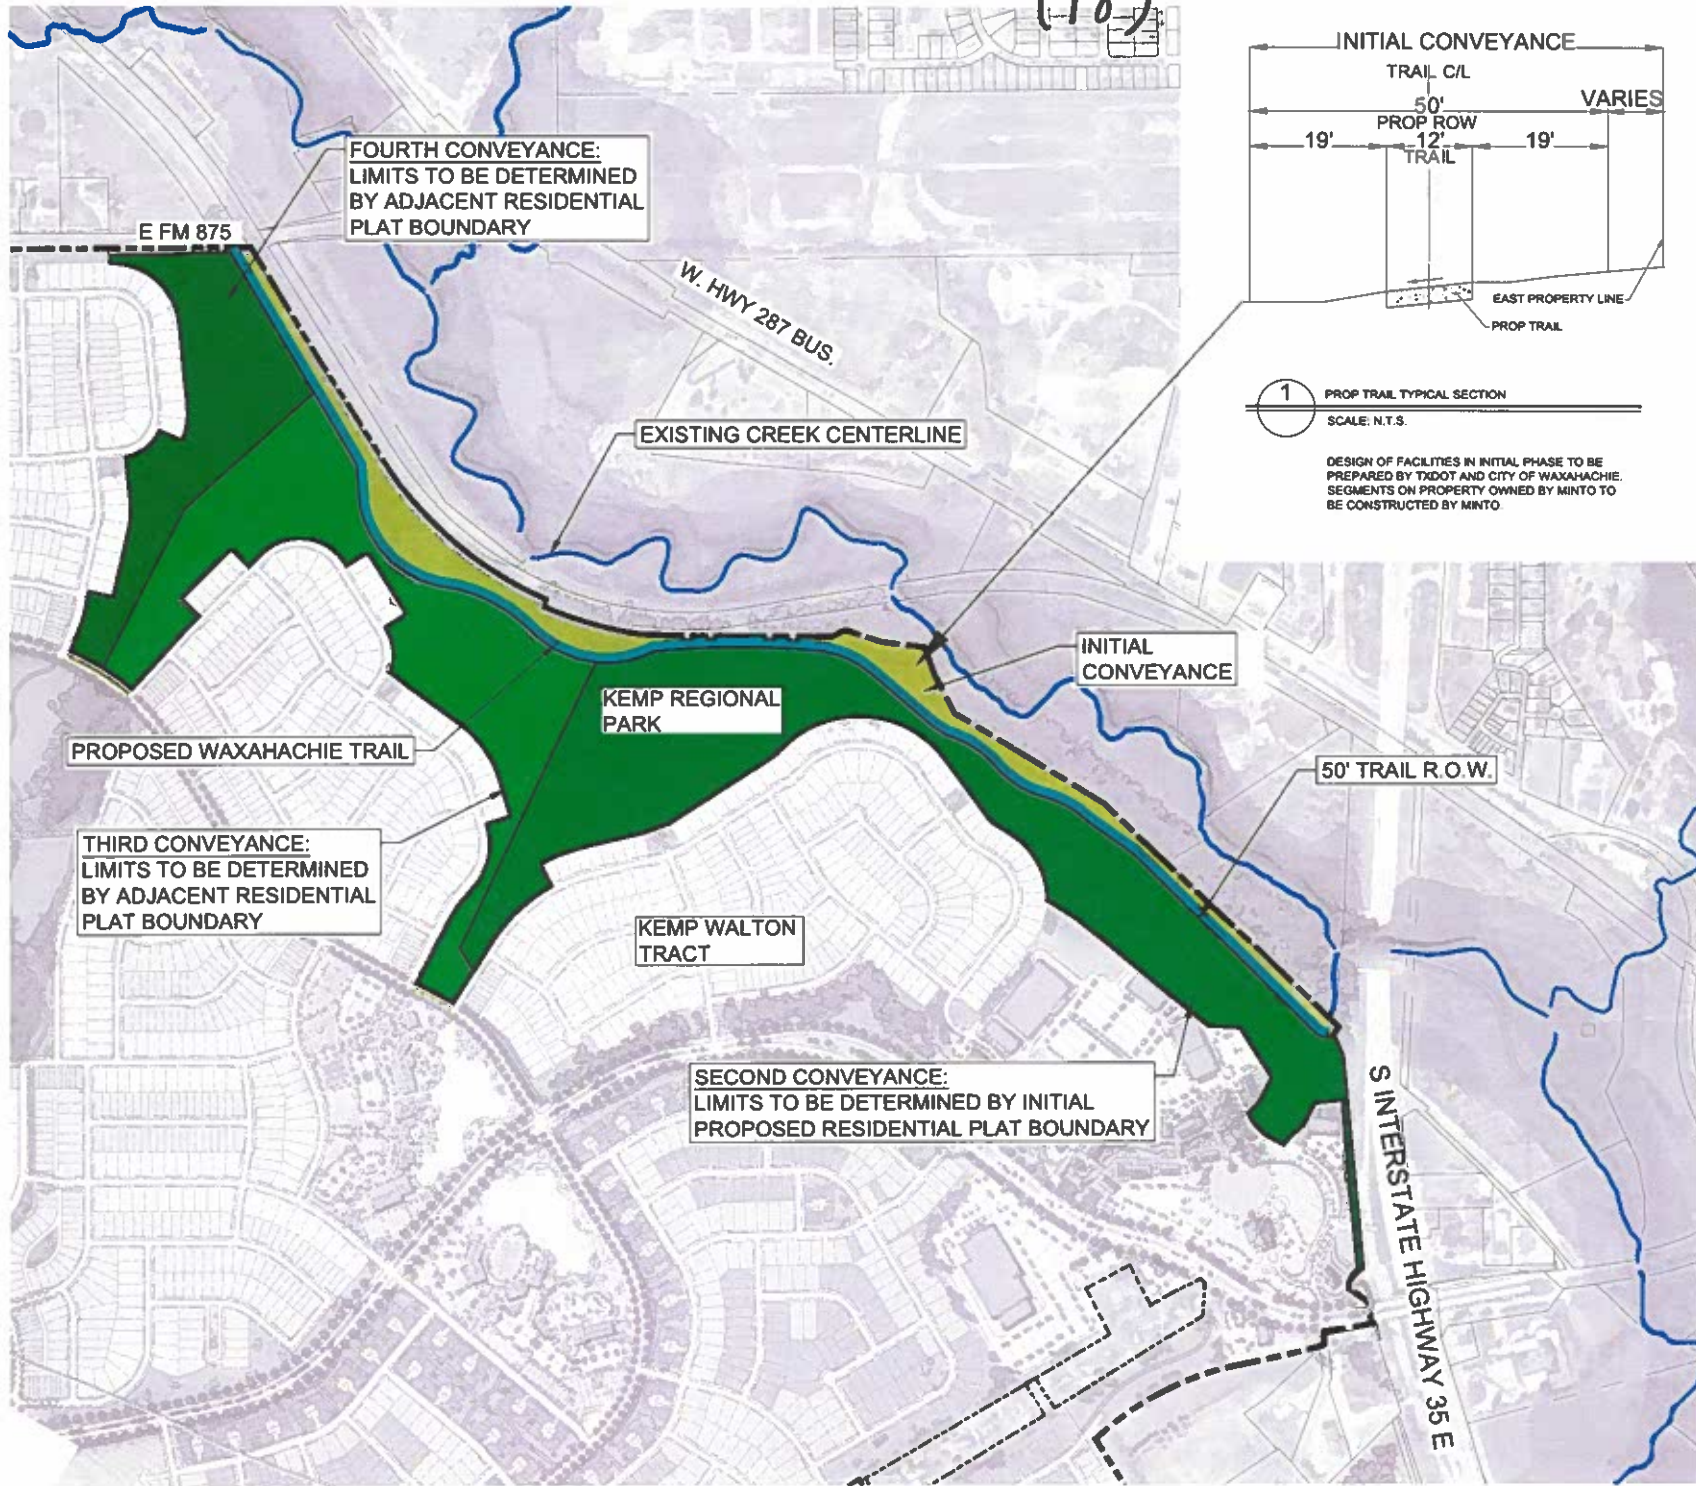 (18)
INITIAL CONVEYANCE
TRAIL C/L
50'
VARIES
PROP ROW
19'
12'
19'
TRAIL
EAST PROPERTY LINE
PROP TRAIL
1
PROP TRAIL TYPICAL SECTION
SCALE: N.T.S.
DESIGN OF FACILITIES IN INITIAL PHASE TO BE
PREPARED BY TXDOT AND CITY OF WAXAHACHIE.
SEGMENTS ON PROPERTY OWNED BY MINTO TO
BE CONSTRUCTED BY MINTO
FOURTH CONVEYANCE:
LIMITS TO BE DETERMINED
BY ADJACENT RESIDENTIAL
PLAT BOUNDARY
E FM 875
W. HWY 287 BUS.
EXISTING CREEK CENTERLINE
INITIAL
CONVEYANCE
KEMP REGIONAL
PARK
PROPOSED WAXAHACHIE TRAIL
50' TRAIL R.O.W.
THIRD CONVEYANCE:
LIMITS TO BE DETERMINED
BY ADJACENT RESIDENTIAL
PLAT BOUNDARY
KEMP WALTON
TRACT
SECOND CONVEYANCE:
LIMITS TO BE DETERMINED BY INITIAL
PROPOSED RESIDENTIAL PLAT BOUNDARY
S INTERSTATE HIGHWAY 35 E